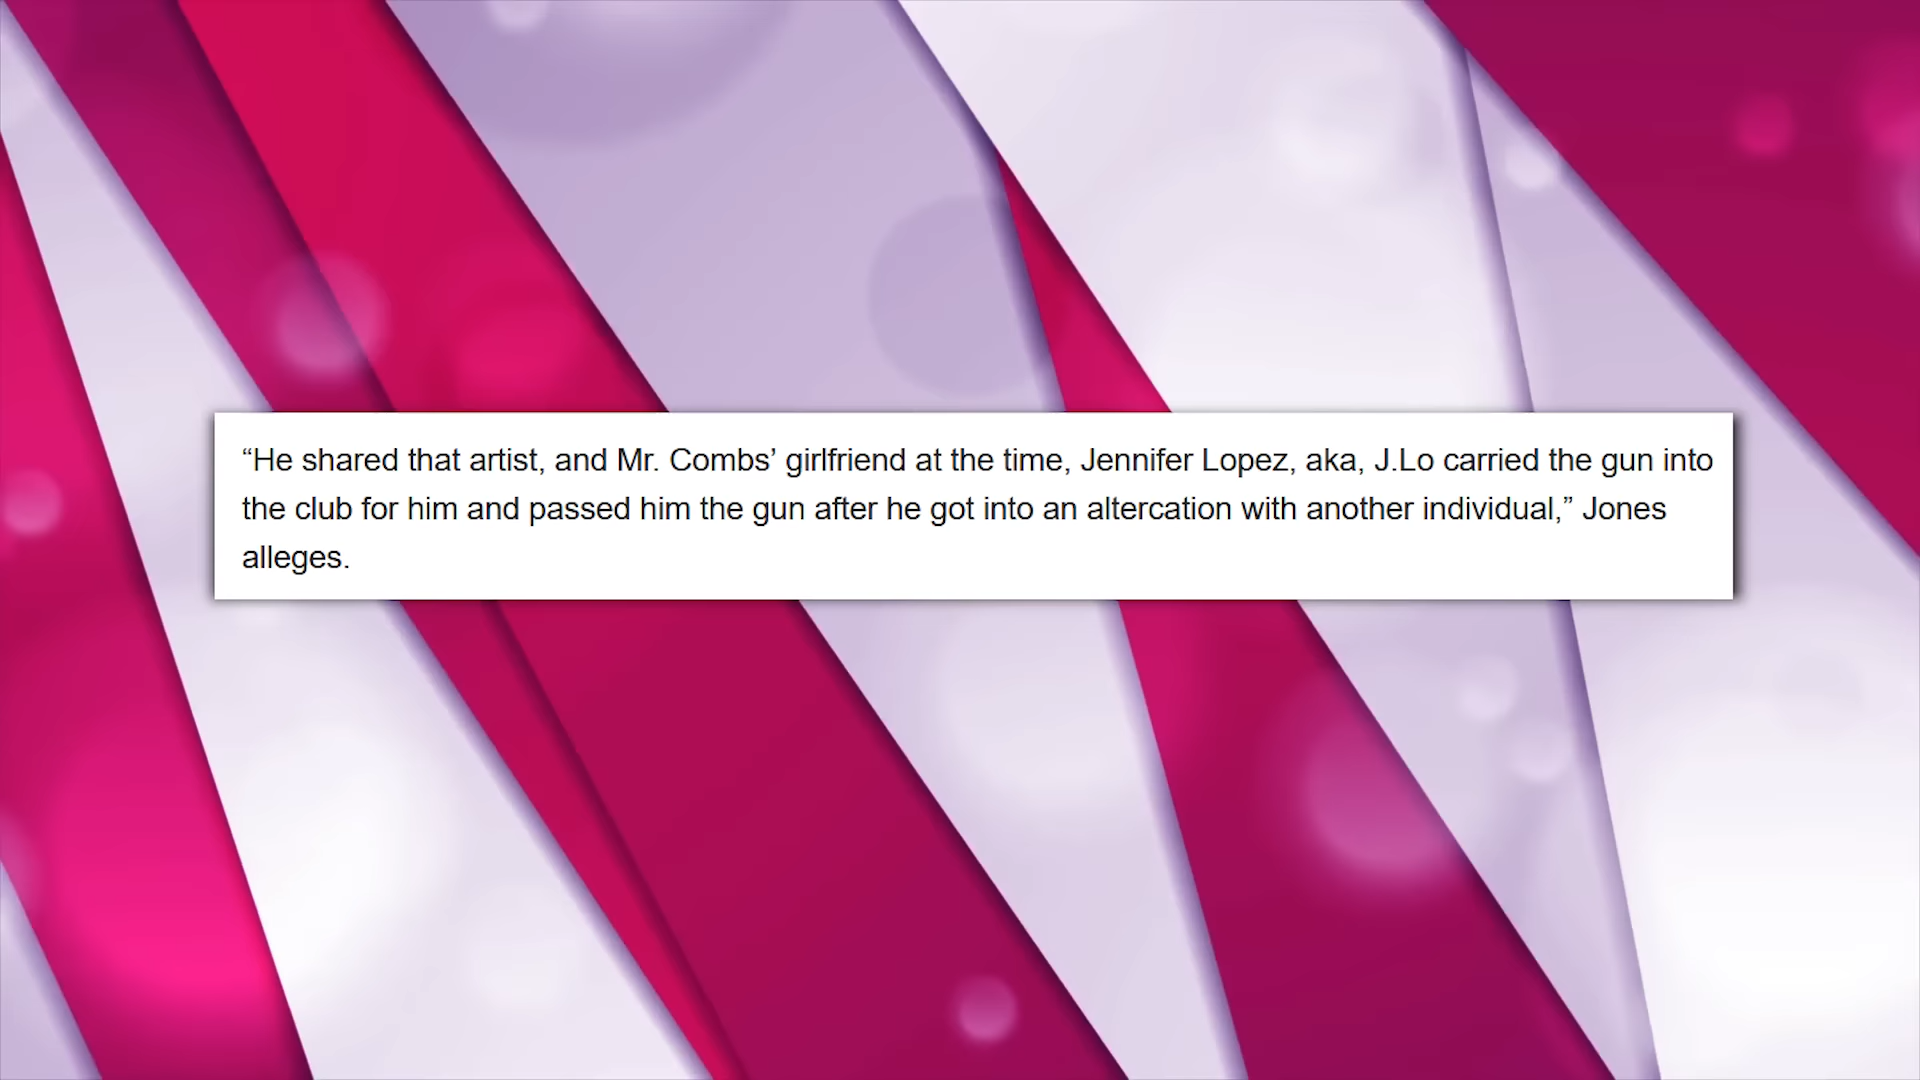 “He shared that artist, and Mr. Combs’ girlfriend at the time, Jennifer Lopez, aka, J.Lo carried the gun into
the club for him and passed him the gun after he got into an altercation with another individual,” Jones
alleges.